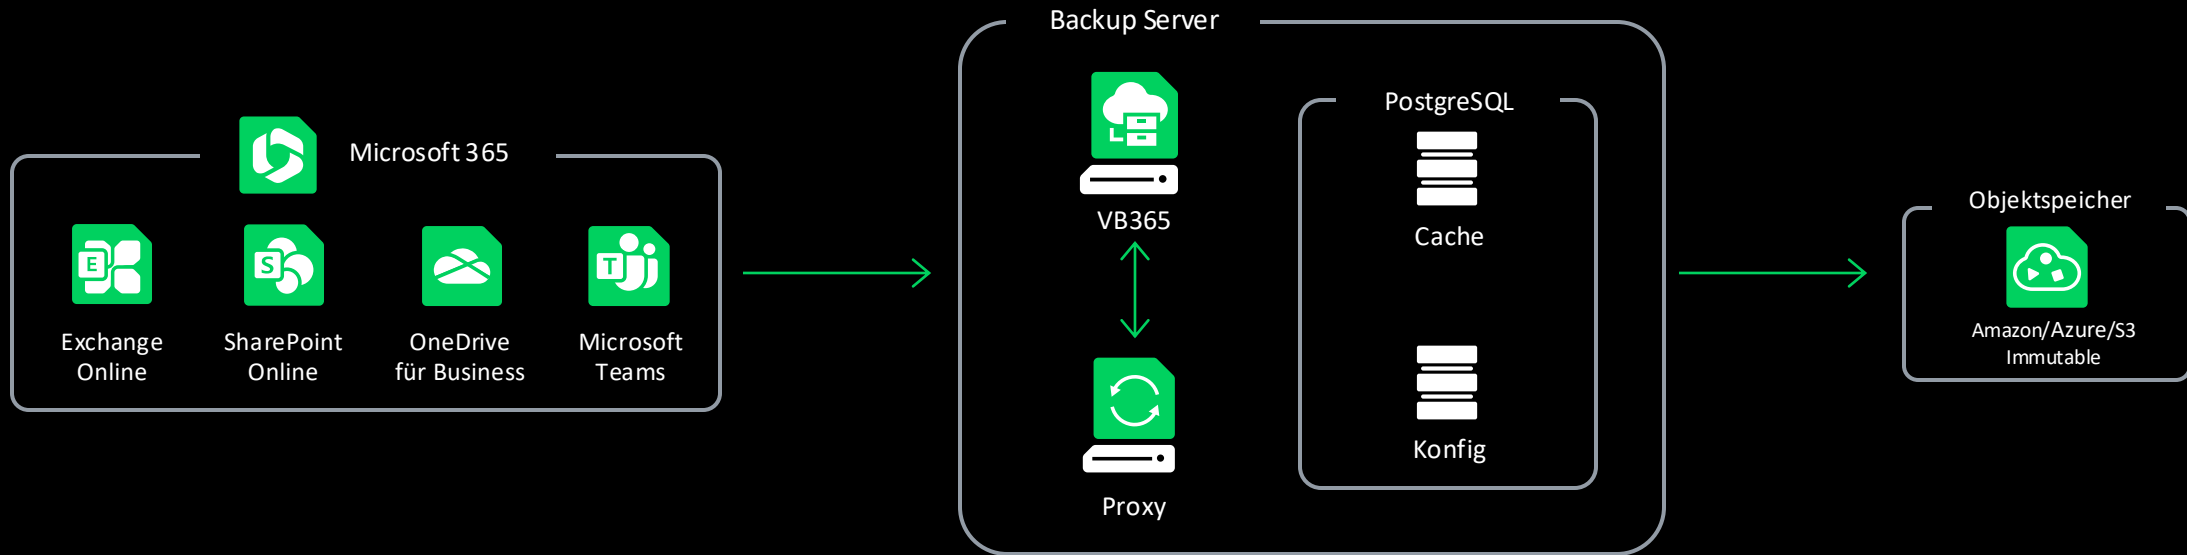 Microsoft 365
E
S
T
Exchange
Online
SharePoint
Online
OneDrive
für Business
Microsoft
Teams
Backup Server
VB365
Proxy
PostgreSQL
Cache
Konfig
Objektspeicher
Amazon/Azure/S3
Immutable